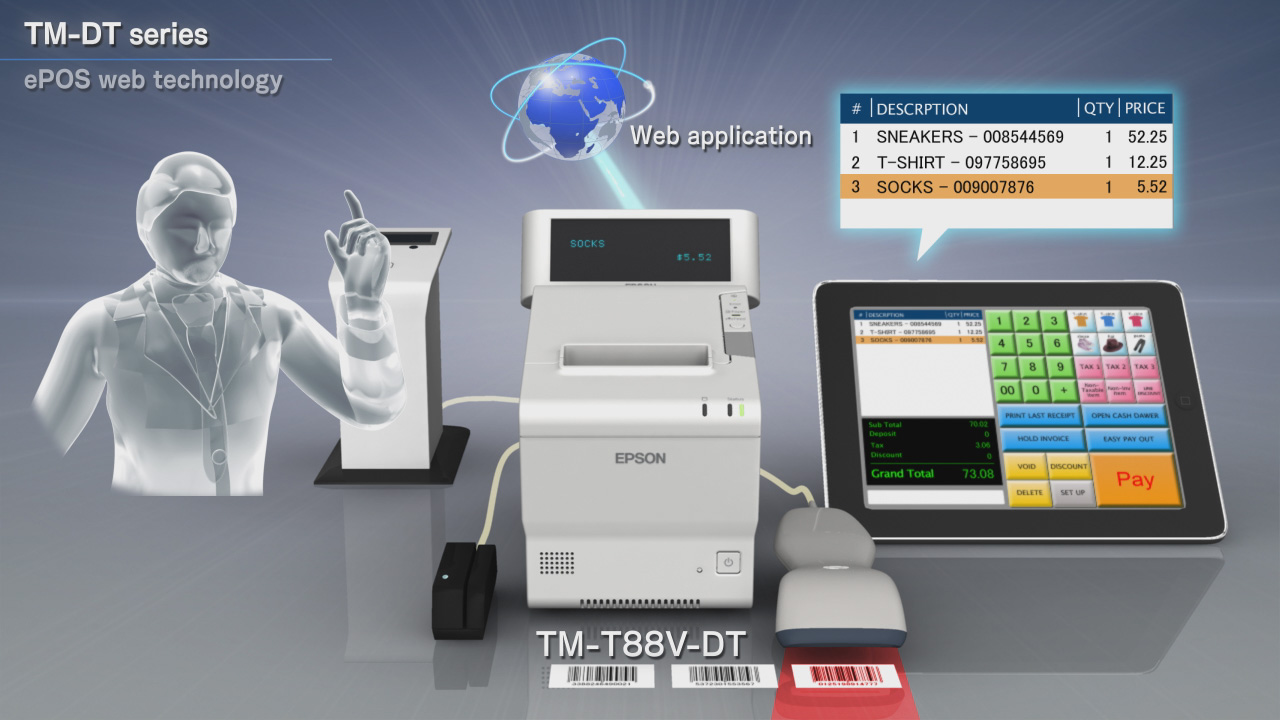 TM-DT series
ePOS web technology
Web application
# DESCRPTION QTY PRICE
1 SNEAKERS - 008544569 1 52.25
2 T-SHIRT - 097758695 1 12.25
3 SOCKS - 009007876 1 5.52
SOCKS
$5.52
EPSON
TM-T88V-DT
# DESCRIPTION QTY PRICE
1 SNEAKERS - 008544569 1 52.25
2 T-SHIRT - 097758695 1 12.25
3 SOCKS - 009007876 1 5.52
Sub Total 70.02
Deposit 0
Tax 3.06
Discount 0
Grand Total 73.08
1 2 3
4 5 6
7 8 9 TAX 1 TAX 2 TAX 3
00 0 +
PRINT LAST RECEIPT OPEN CASH DAWER
HOLD INVOICE EASY PAY OUT
VOID DISCOUNT Pay
DELETE SET UP